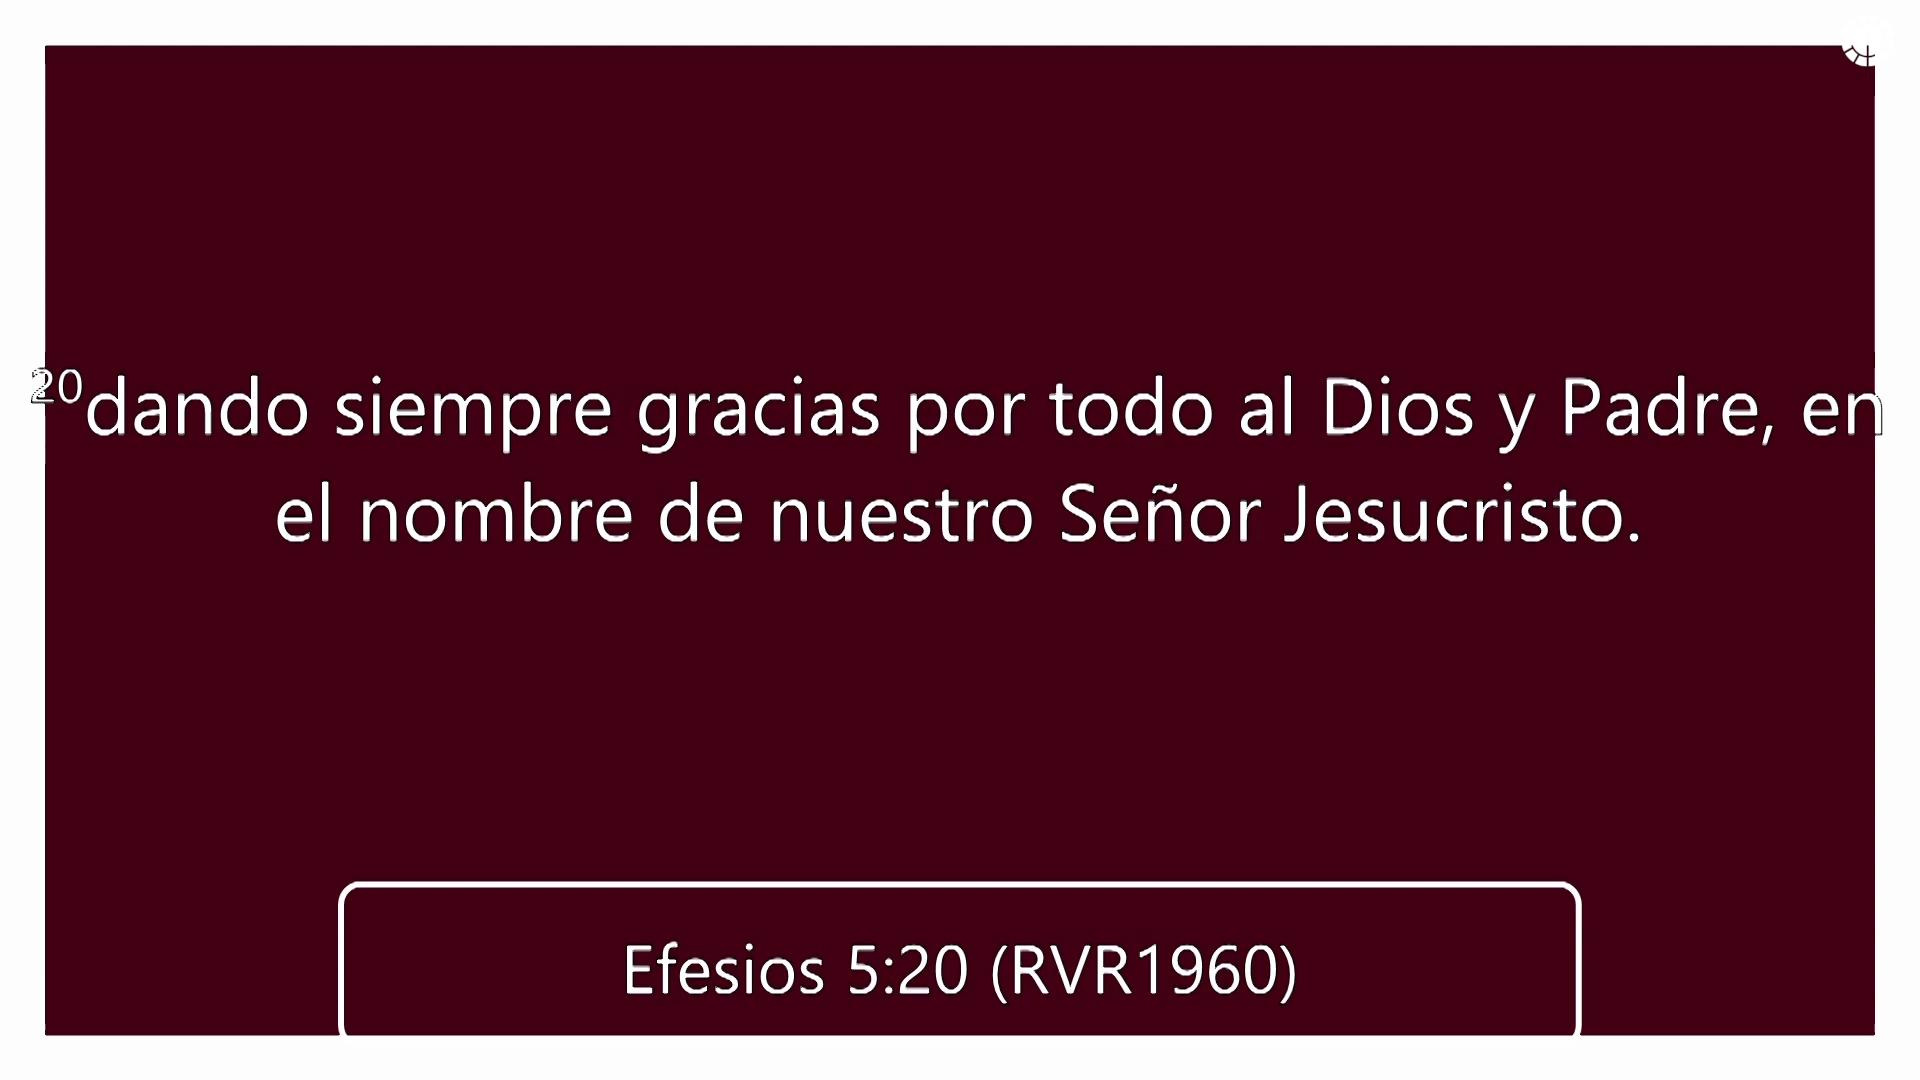 ²⁰dando siempre gracias por todo al Dios y Padre, en
el nombre de nuestro Señor Jesucristo.
Efesios 5:20 (RVR1960)